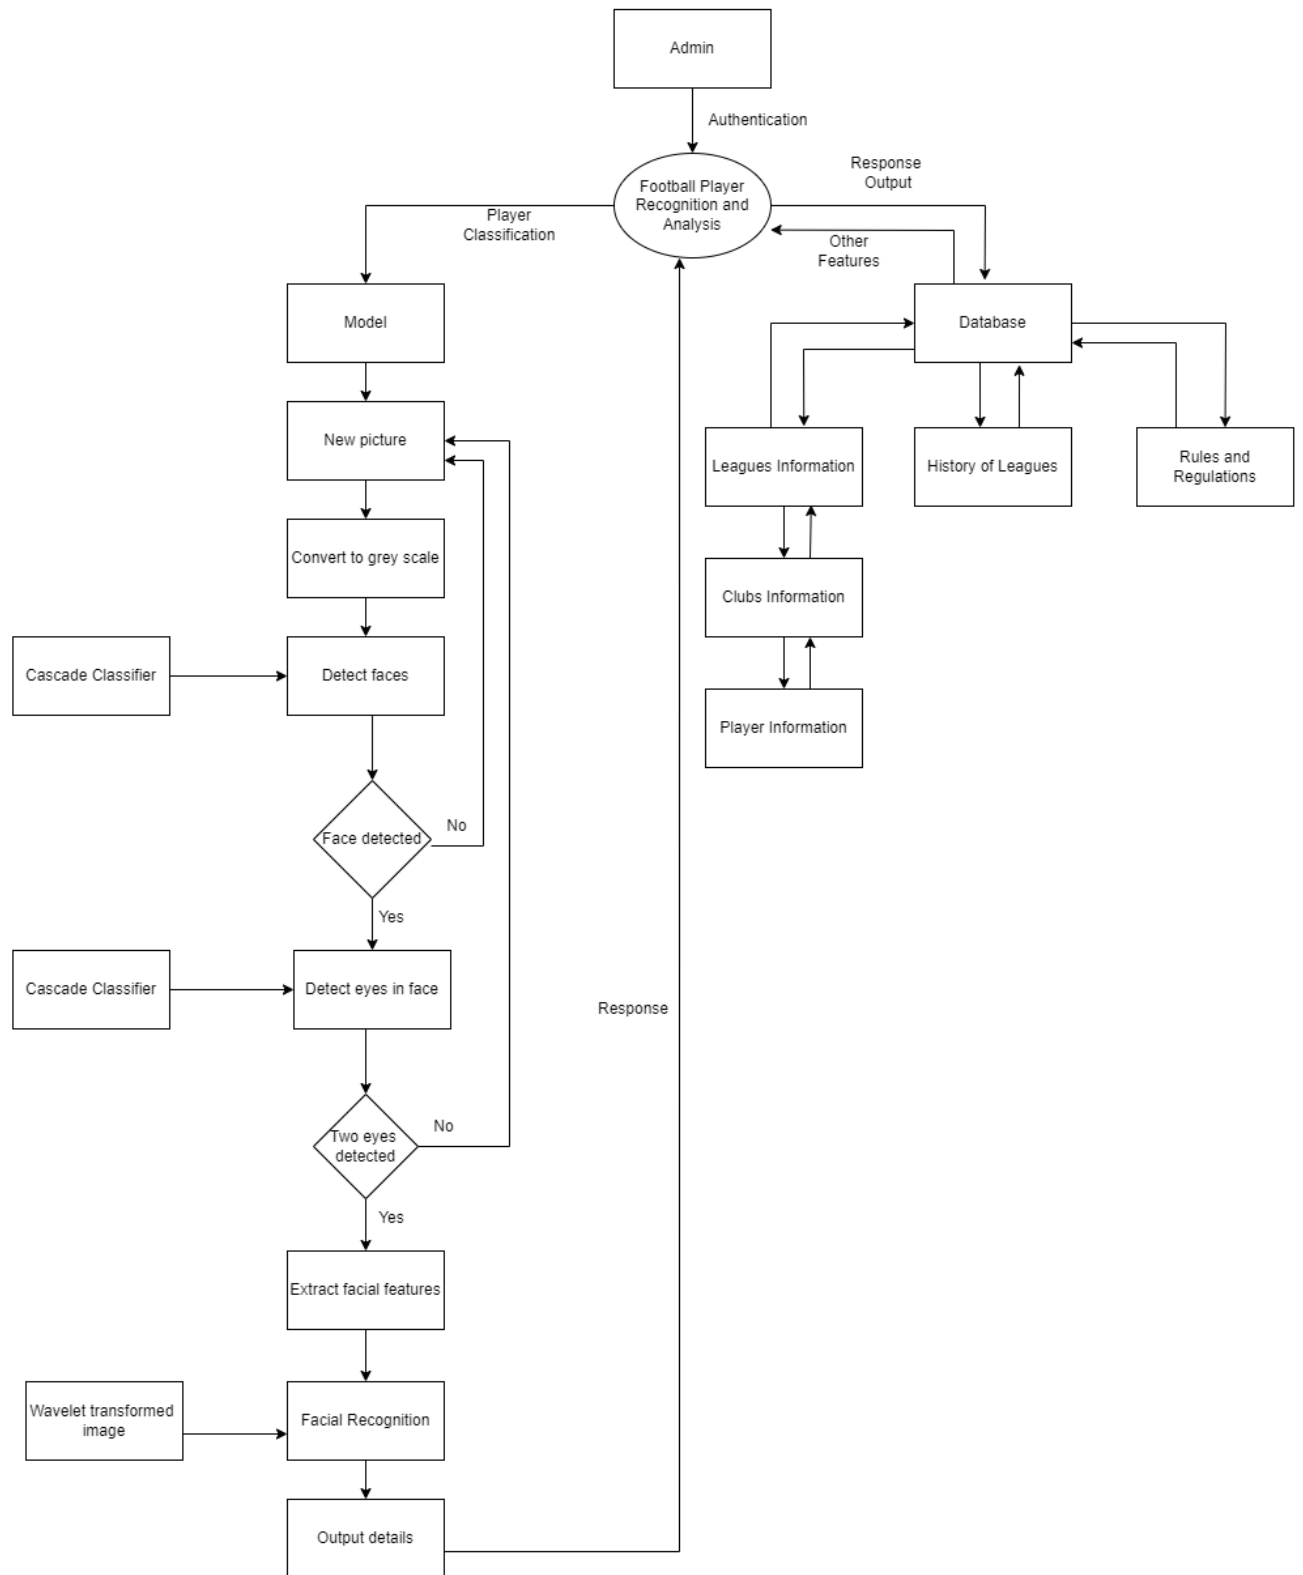 Admin
Authentication
Football Player
Recognition and
Analysis
Response
Output
Player
Classification
Other
Features
Model
Database
New picture
Leagues Information
History of Leagues
Rules and
Regulations
Convert to grey scale
Clubs Information
Cascade Classifier
Detect faces
Player Information
Face detected
No
Yes
Cascade Classifier
Detect eyes in face
Response
Two eyes
detected
No
Yes
Extract facial features
Wavelet transformed
image
Facial Recognition
Output details